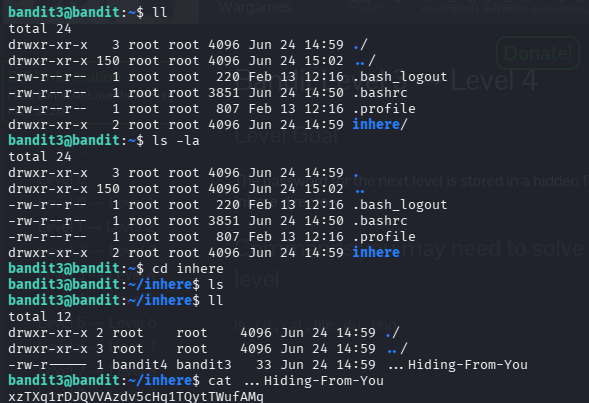 Wargames
bandit3@bandit:~$ ll
total 24
drwxr-xr-x   3 root root 4096 Jun 24 14:59 ./
drwxr-xr-x 150 root root 4096 Jun 24 15:02 ../
-rw-r--r--   1 root root  220 Feb 13 12:16 .bash_logout
-rw-r--r--   1 root root 3851 Jun 24 14:50 .bashrc
-rw-r--r--   1 root root  807 Feb 13 12:16 .profile
drwxr-xr-x   2 root root 4096 Jun 24 14:59 inhere/
Donate!
Level 4
Level Goal
bandit3@bandit:~$ ls -la
total 24
drwxr-xr-x   3 root root 4096 Jun 24 14:59 .
drwxr-xr-x 150 root root 4096 Jun 24 15:02 ..
-rw-r--r--   1 root root  220 Feb 13 12:16 .bash_logout
-rw-r--r--   1 root root 3851 Jun 24 14:50 .bashrc
-rw-r--r--   1 root root  807 Feb 13 12:16 .profile
drwxr-xr-x   2 root root 4096 Jun 24 14:59 inhere
the next level is stored in a hidden
may need to solve
level
bandit3@bandit:~$ cd inhere
bandit3@bandit:~/inhere$ ls
bandit3@bandit:~/inhere$ ll
total 12
drwxr-xr-x 2 root    root    4096 Jun 24 14:59 ./
drwxr-xr-x 3 root    root    4096 Jun 24 14:59 ../
-rw-r----- 1 bandit4 bandit3   33 Jun 24 14:59 ...Hiding-From-You
bandit3@bandit:~/inhere$ cat ...Hiding-From-You
xzTXq1rDJQVVAzdv5cHq1TQytTWufAMq